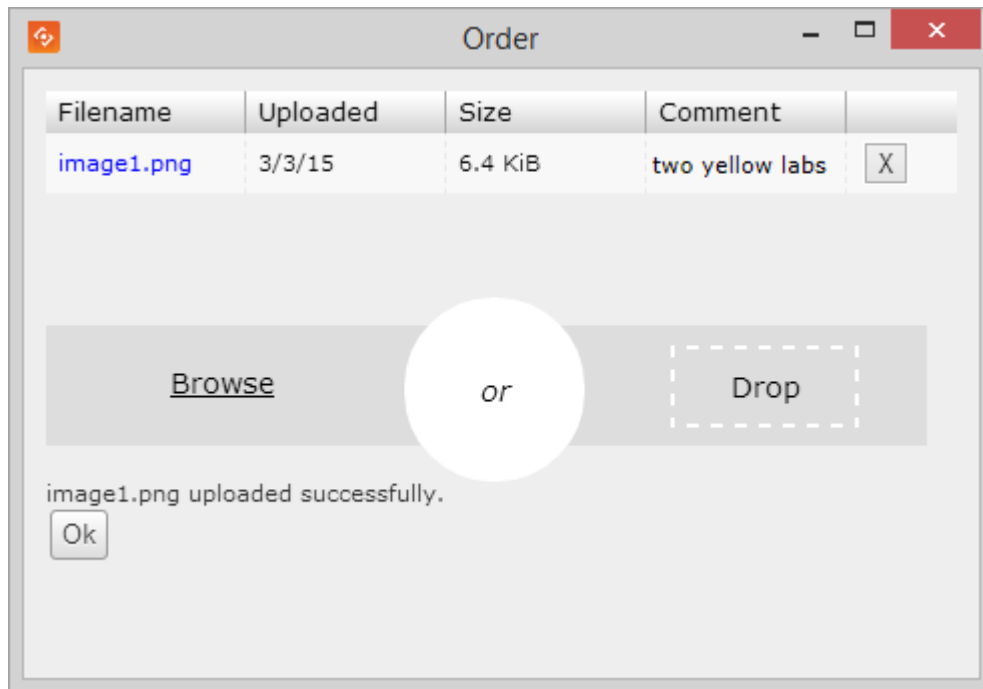 Order
Filename Uploaded Size Comment
image1.png 3/3/15 6.4 KiB two yellow labs X
Browse or Drop
image1.png uploaded successfully.
Ok